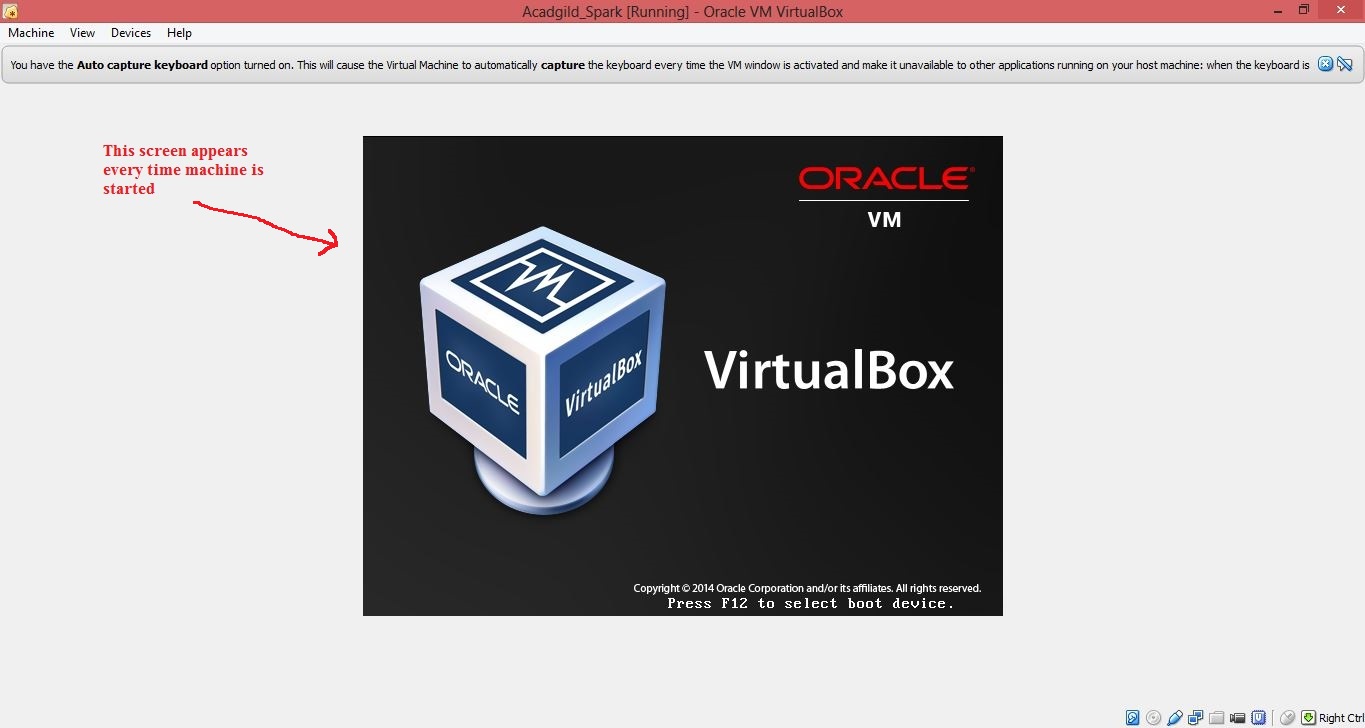 Acadgild_Spark [Running] - Oracle VM VirtualBox
Machine View Devices Help
You have the Auto capture keyboard option turned on. This will cause the Virtual Machine to automatically capture the keyboard every time the VM window is activated and make it unavailable to other applications running on your host machine: when the keyboard is
This screen appears
every time machine is
started
ORACLE®
VM
ORACLE
VirtualBox
VirtualBox
Copyright © 2014 Oracle Corporation and/or its affiliates. All rights reserved.
Press F12 to select boot device.
Right Ctrl